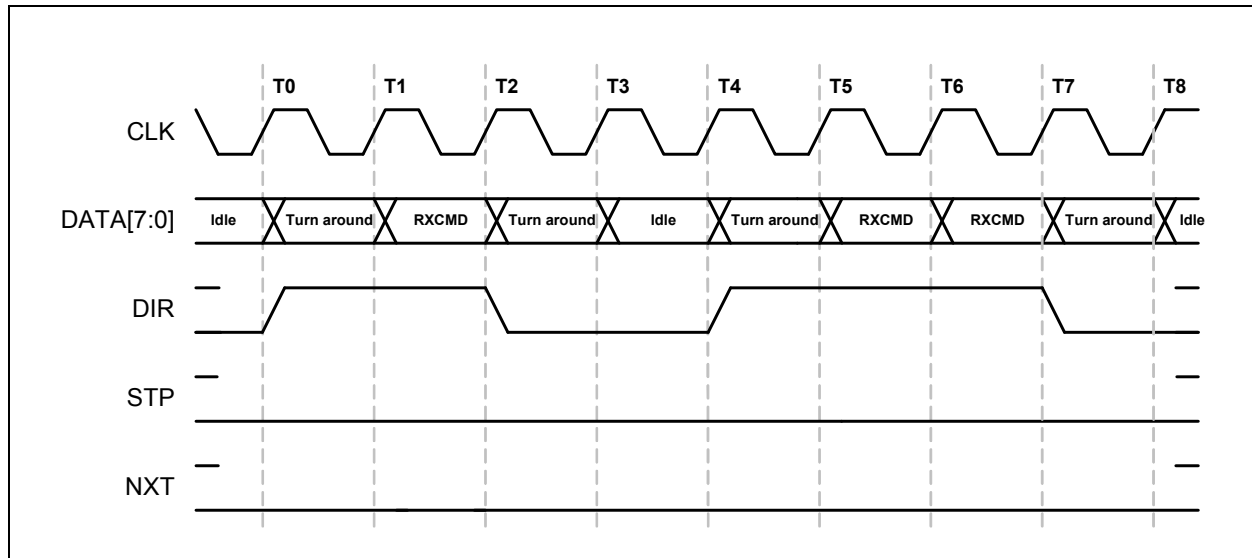 T0 T1 T2 T3 T4 T5 T6 T7 T8
CLK
DATA[7:0] Idle Turn around RXCMD Turn around Idle Turn around RXCMD RXCMD Turn around Idle
DIR
STP
NXT